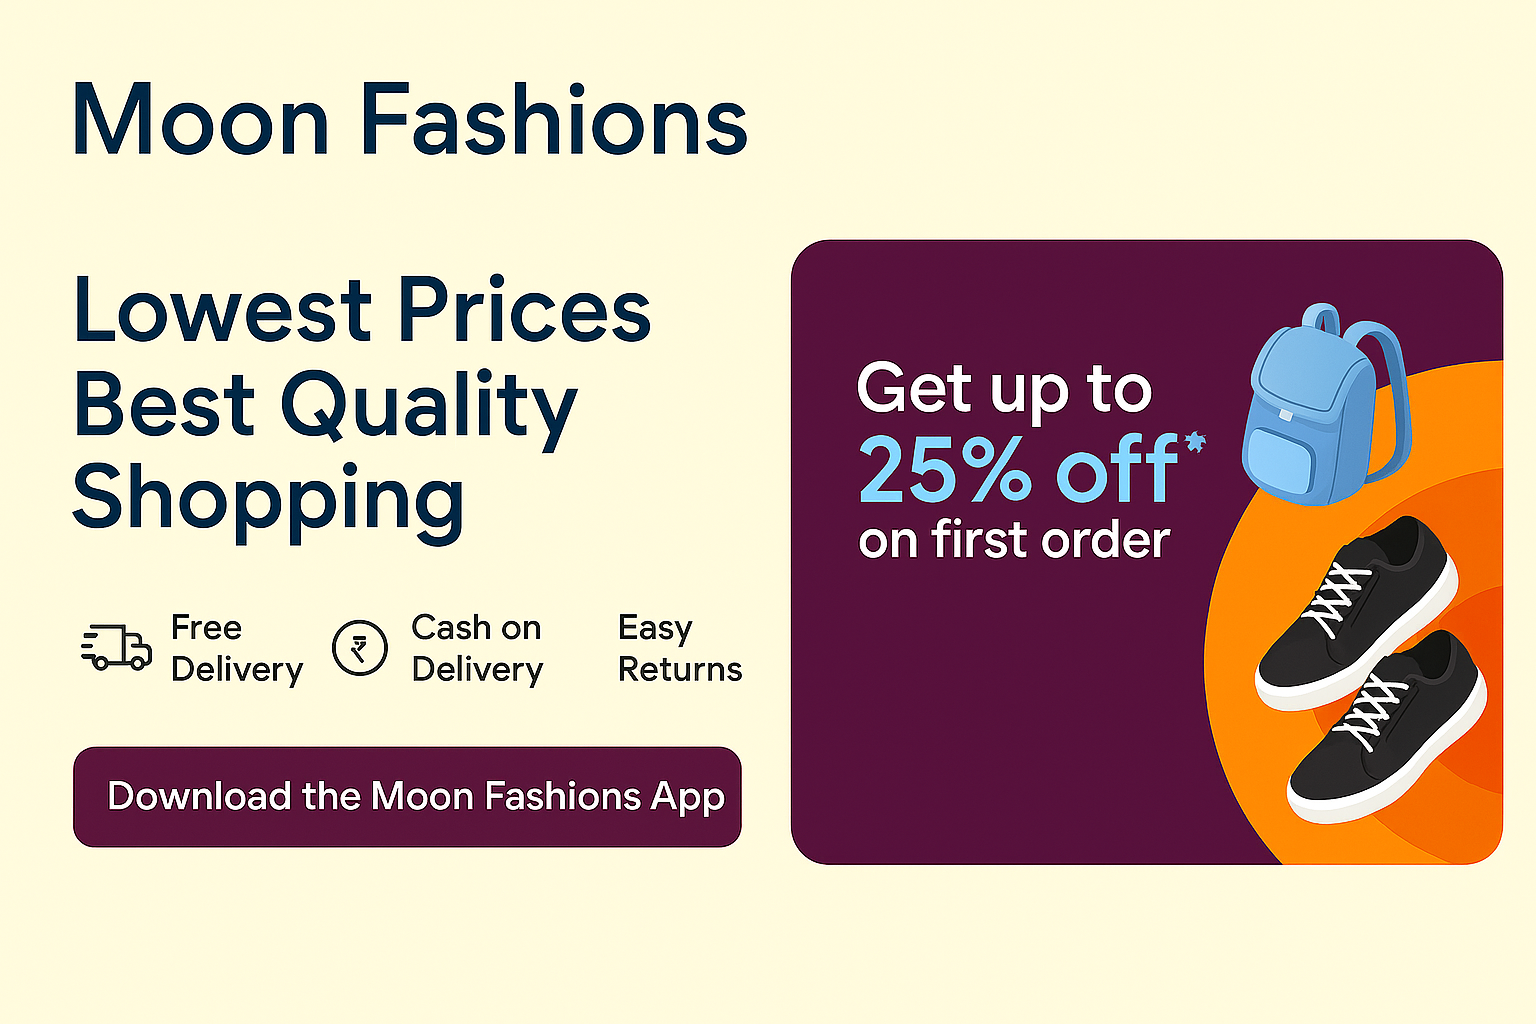 Moon Fashions
Lowest Prices
Best Quality
Shopping
Free
Delivery
₹
Cash on
Delivery
Easy
Returns
Download the Moon Fashions App
Get up to
25% off*
on first order